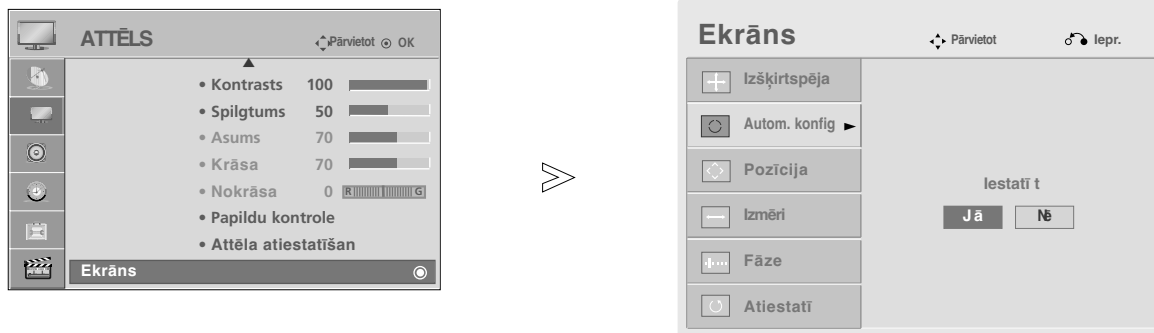 ATTĒLS Pārvietot OK
• Kontrasts 100
• Spilgtums 50
• Asums 70
• Krāsa 70
• Nokrāsa 0 R G
• Papildu kontrole
• Attēla atiestatīšan
Ekrāns
Ekrāns Pārvietot Iepr.
Izšķirtspēja
Autom. konfig
Pozīcija
Izmēri
Fāze
Atiestatī
Iestatī t
Jā Nē